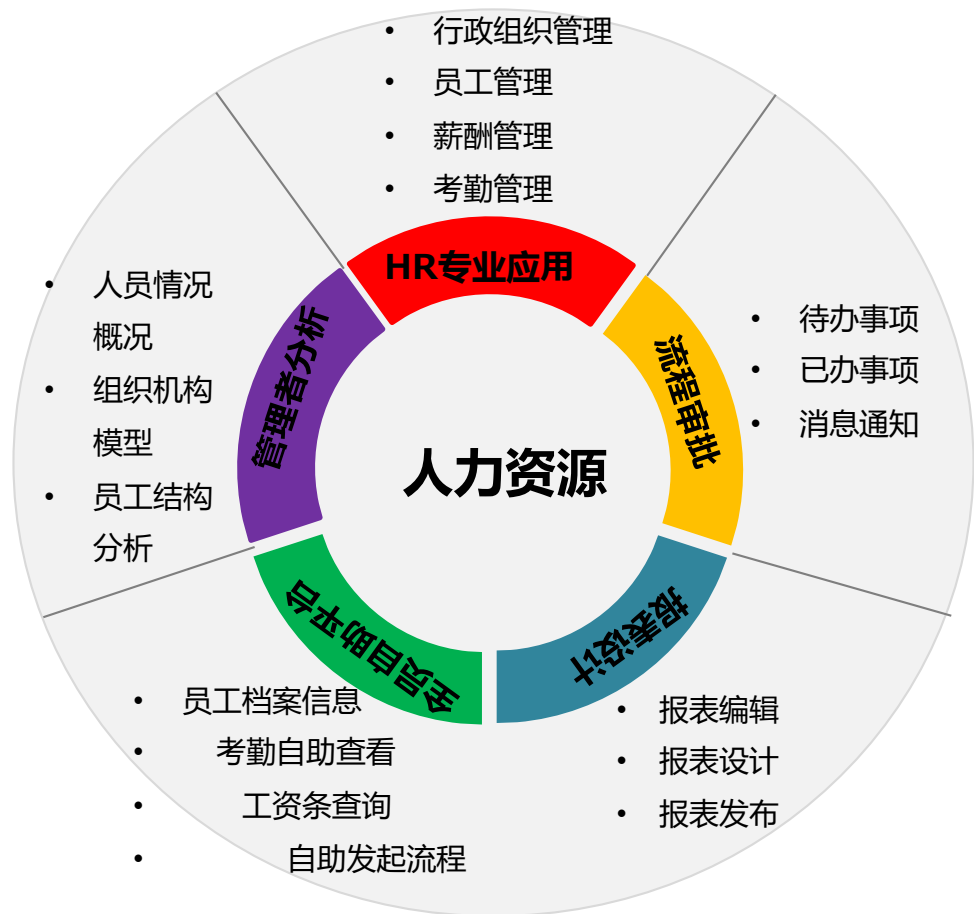 行政组织管理
员工管理
薪酬管理
考勤管理
HR专业应用
人员情况
概况
组织机构
模型
员工结构
分析
管理者分析
流程审批
待办事项
已办事项
消息通知
人力资源
全员自助平台
报表设计
员工档案信息
考勤自助查看
工资条查询
自助发起流程
报表编辑
报表设计
报表发布